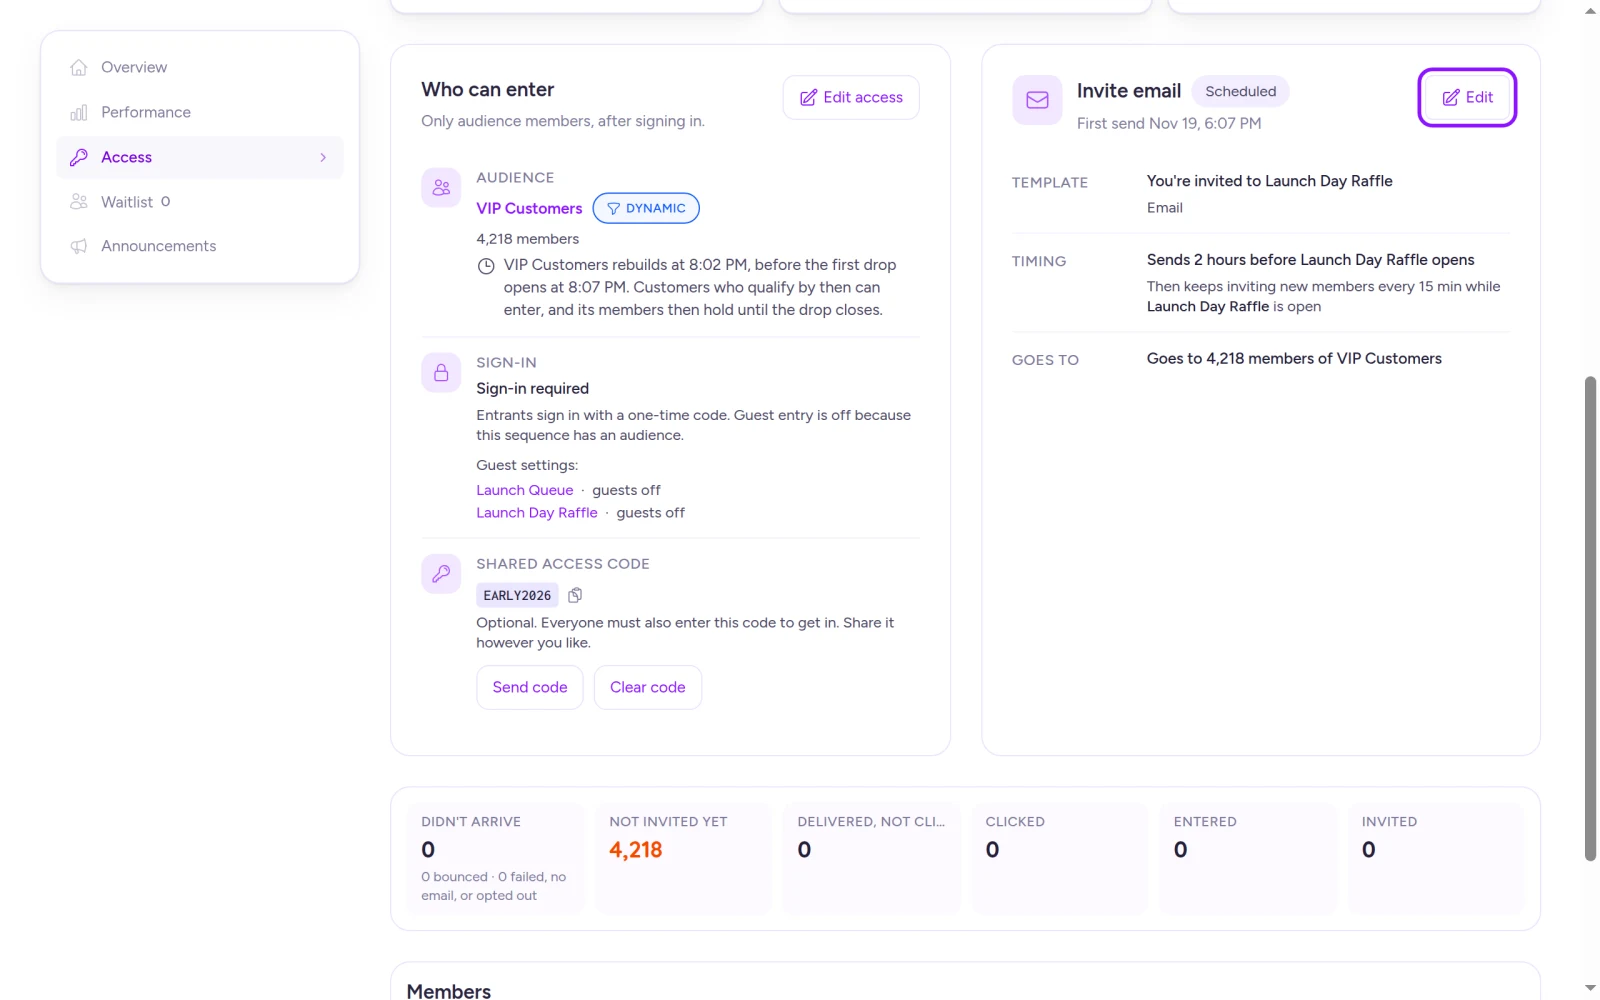 Overview
Performance
Access
Waitlist 0
Announcements
Who can enter
Edit access
Only audience members, after signing in.
AUDIENCE
VIP Customers
DYNAMIC
4,218 members
VIP Customers rebuilds at 8:02 PM, before the first drop
opens at 8:07 PM. Customers who qualify by then can
enter, and its members then hold until the drop closes.
SIGN-IN
Sign-in required
Entrants sign in with a one-time code. Guest entry is off because
this sequence has an audience.
Guest settings:
Launch Queue · guests off
Launch Day Raffle · guests off
SHARED ACCESS CODE
EARLY2026
Optional. Everyone must also enter this code to get in. Share it
however you like.
Send code
Clear code
Invite email
Scheduled
Edit
First send Nov 19, 6:07 PM
TEMPLATE
You're invited to Launch Day Raffle
Email
TIMING
Sends 2 hours before Launch Day Raffle opens
Then keeps inviting new members every 15 min while
Launch Day Raffle is open
GOES TO
Goes to 4,218 members of VIP Customers
DIDN'T ARRIVE
0
0 bounced · 0 failed, no
email, or opted out
NOT INVITED YET
4,218
DELIVERED, NOT CLI...
0
CLICKED
0
ENTERED
0
INVITED
0
Members